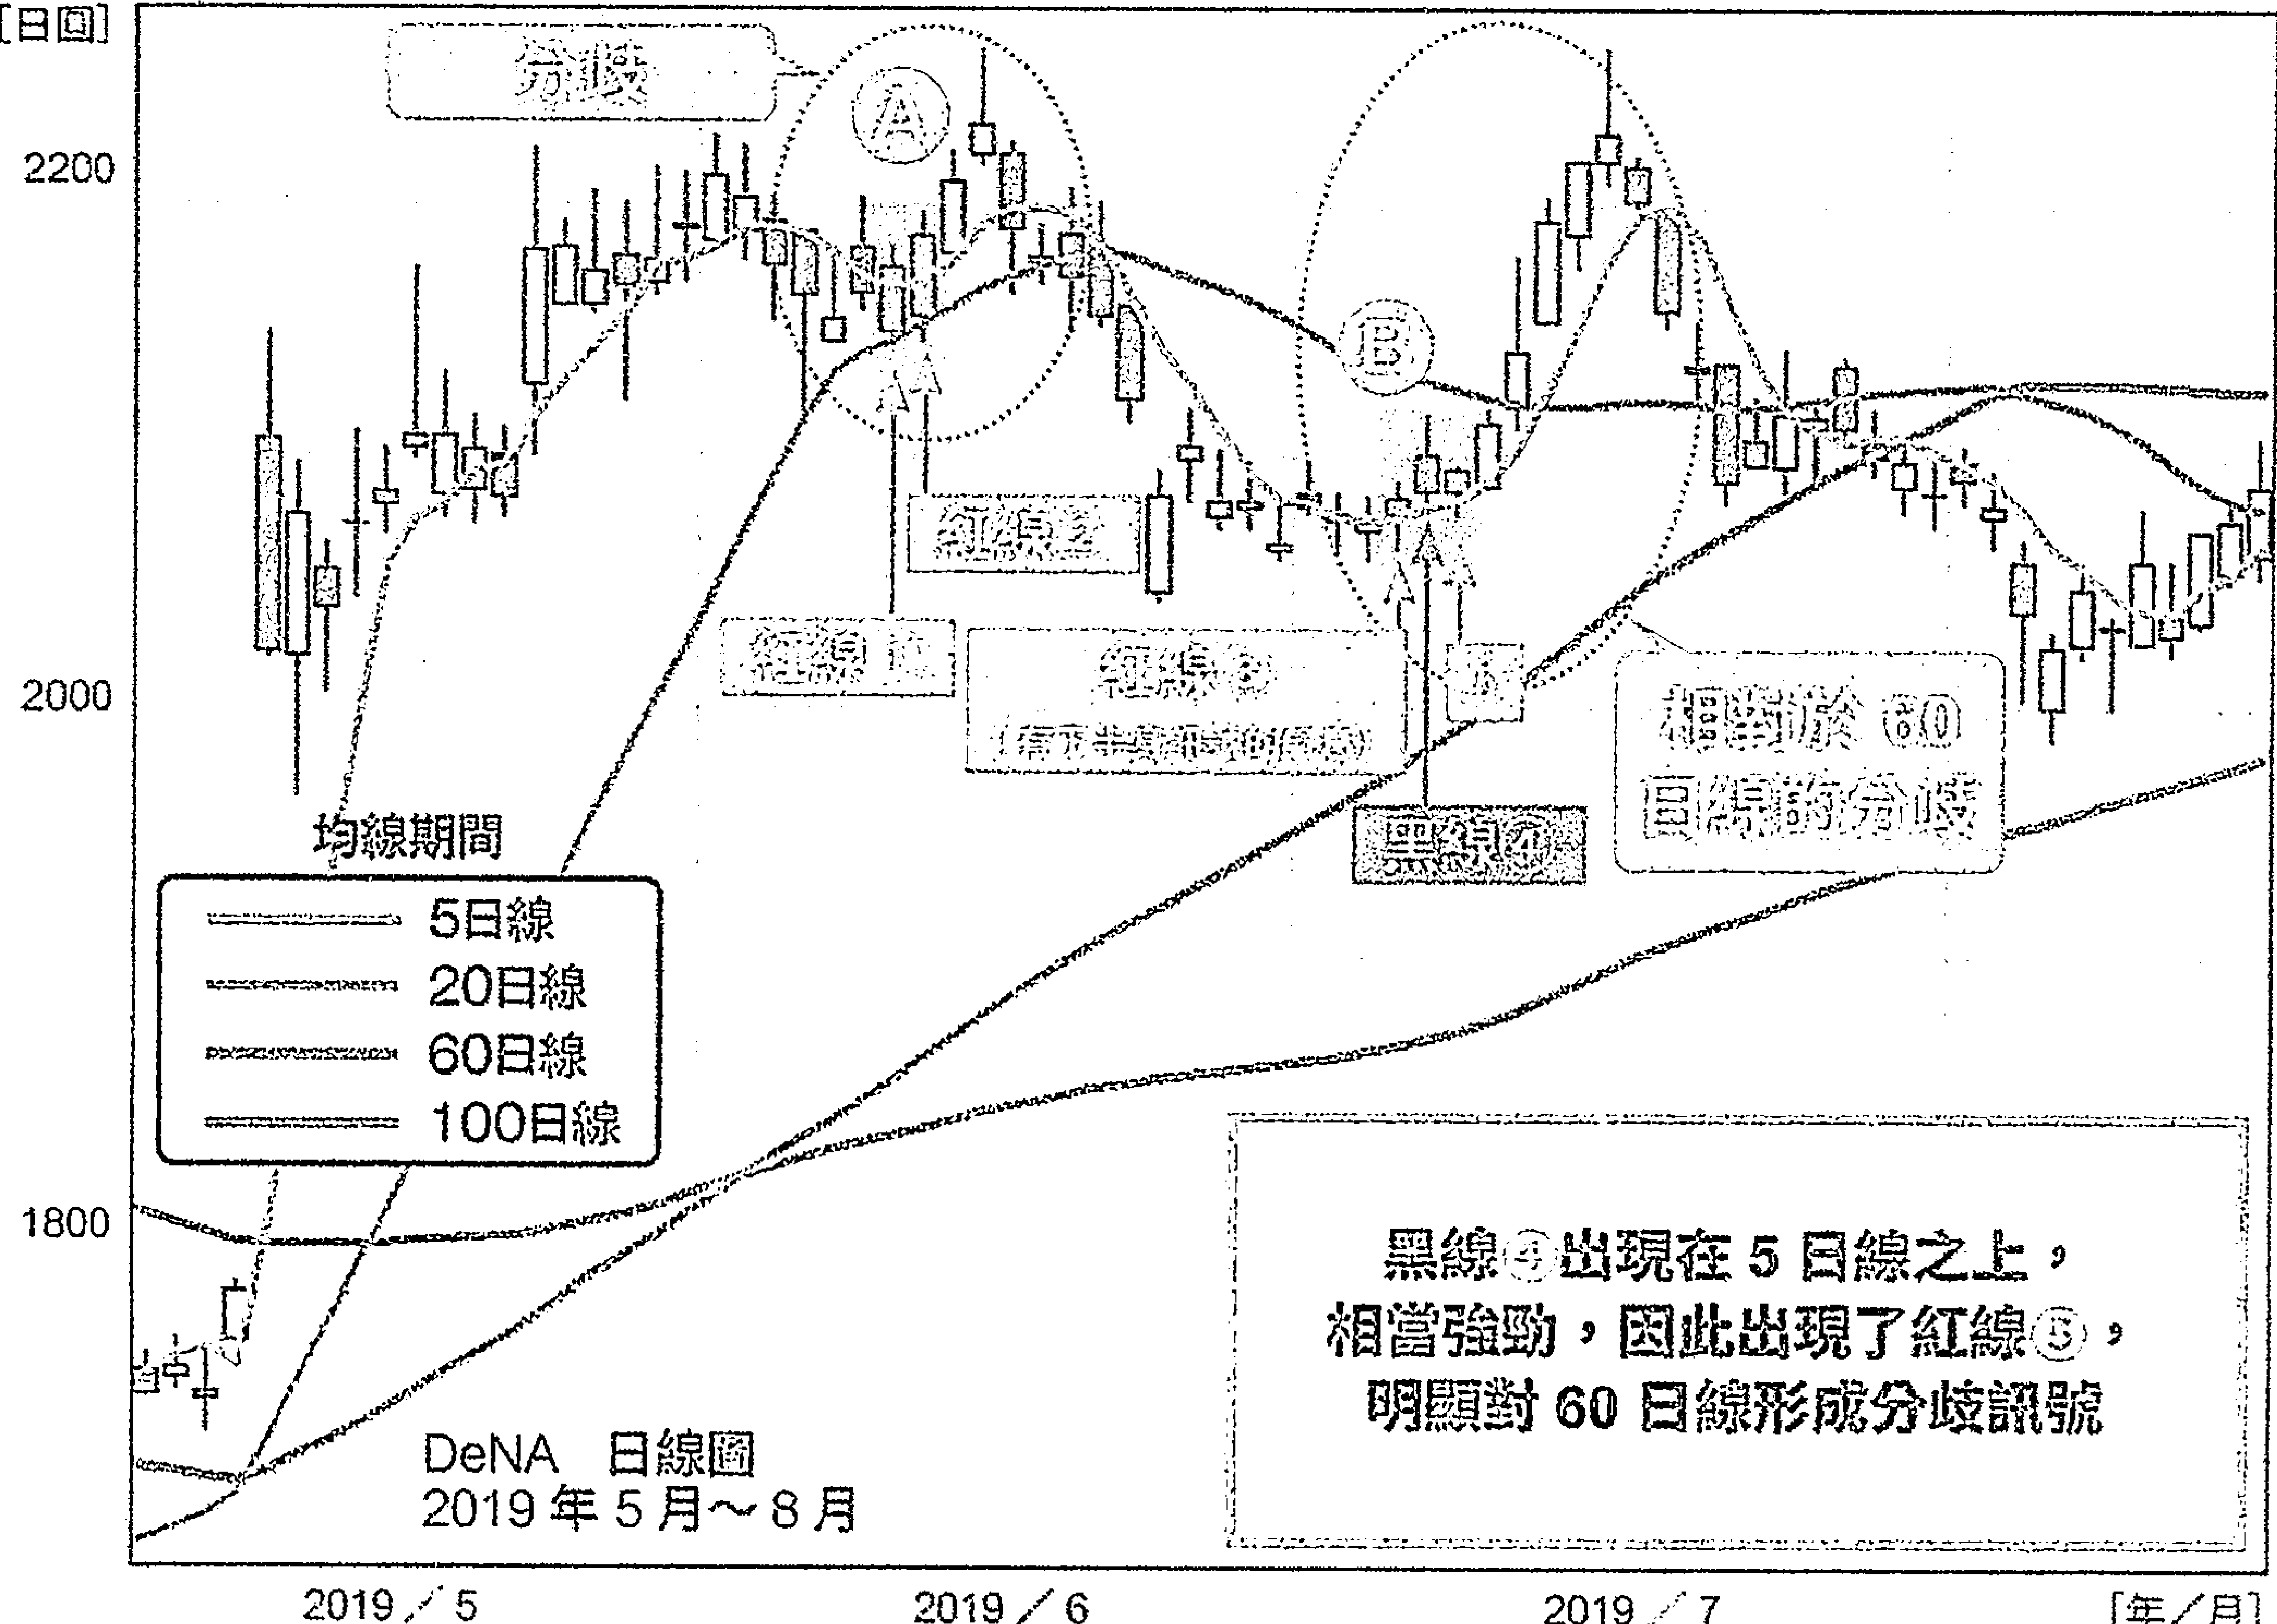 [日圓]
分歧
A
2200
B
紅線②
2000
紅線①
紅線③
⑤
相對於 60
日線的分歧
黑線④
均線期間
5日線
20日線
60日線
100日線
1800
黑線④出現在 5 日線之上，
相當強勁，因此出現了紅線⑤，
明顯對 60 日線形成分歧訊號
DeNA 日線圖
2019 年 5 月～8 月
2019／5
2019／6
2019／7
[年／月]